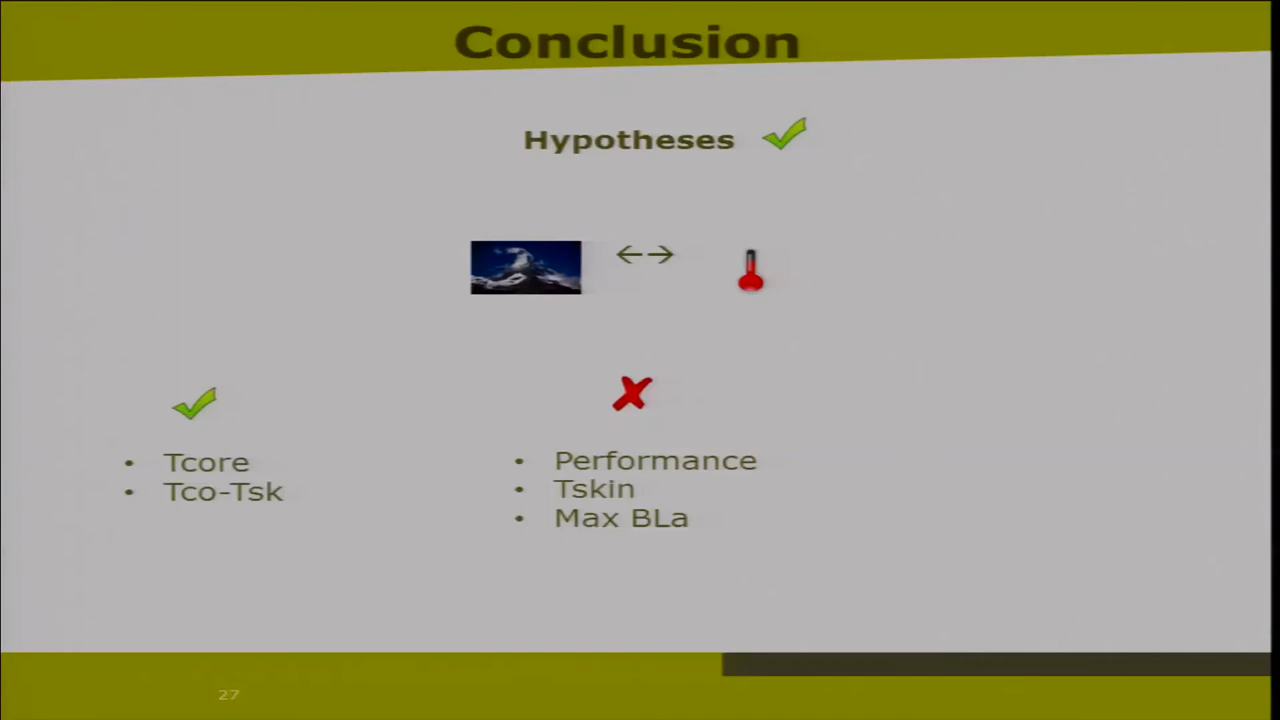 Conclusion
Hypotheses
• Tcore
• Tco-Tsk
• Performance
• Tskin
• Max BLa
27